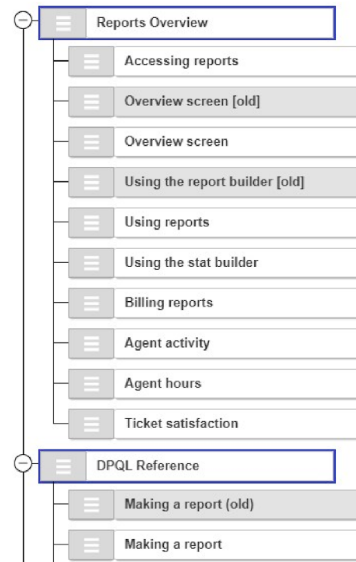 Reports Overview
Accessing reports
Overview screen [old]
Overview screen
Using the report builder [old]
Using reports
Using the stat builder
Billing reports
Agent activity
Agent hours
Ticket satisfaction
DPQL Reference
Making a report (old)
Making a report